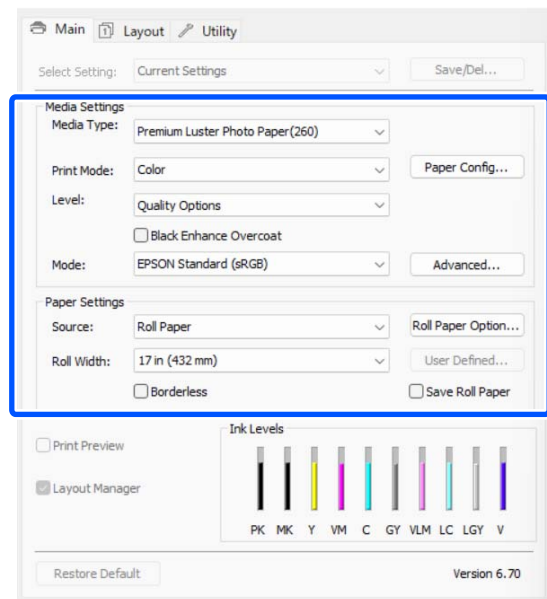 Main Layout Utility
Select Setting: Current Settings Save/Del...
Media Settings
Media Type: Premium Luster Photo Paper(260)
Print Mode: Color Paper Config...
Level: Quality Options
Black Enhance Overcoat
Mode: EPSON Standard (sRGB) Advanced...
Paper Settings
Source: Roll Paper Roll Paper Option...
Roll Width: 17 in (432 mm) User Defined...
Borderless Save Roll Paper
Print Preview
Layout Manager
Ink Levels
PK MK Y VM C GY VLM LC LGY V
Restore Default Version 6.70